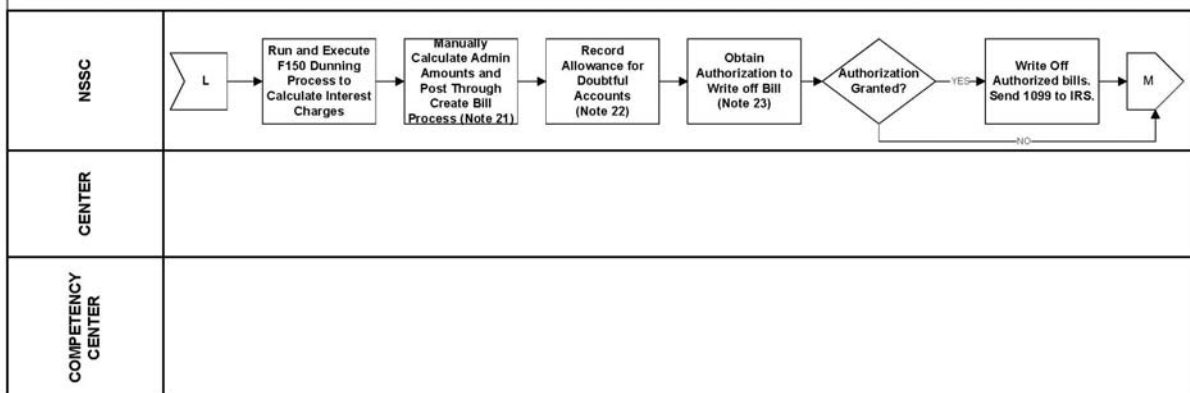 NSSC
L
Run and Execute
F150 Dunning
Process to
Calculate Interest
Charges
Manually
Calculate Admin
Amounts and
Post Through
Create Bill
Process (Note 21)
Record
Allowance for
Doubtful
Accounts
(Note 22)
Obtain
Authorization to
Write off Bill
(Note 23)
Authorization
Granted?
YES
NO
Write Off
Authorized bills.
Send 1099 to IRS.
M
CENTER
COMPETENCY
CENTER